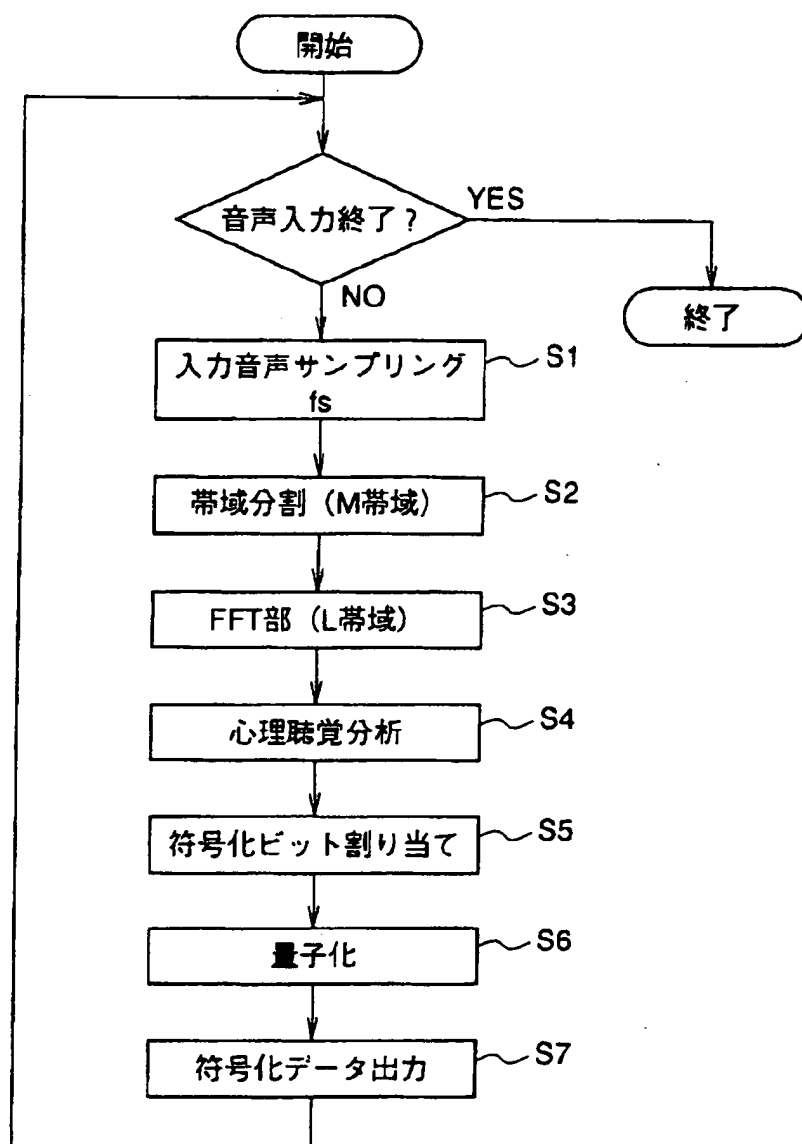 開始
音声入力終了?
YES
NO
終了
入力音声サンプリング
fs
S1
帯域分割(M帯域)
S2
FFT部(L帯域)
S3
心理聴覚分析
S4
符号化ビット割り当て
S5
量子化
S6
符号化データ出力
S7